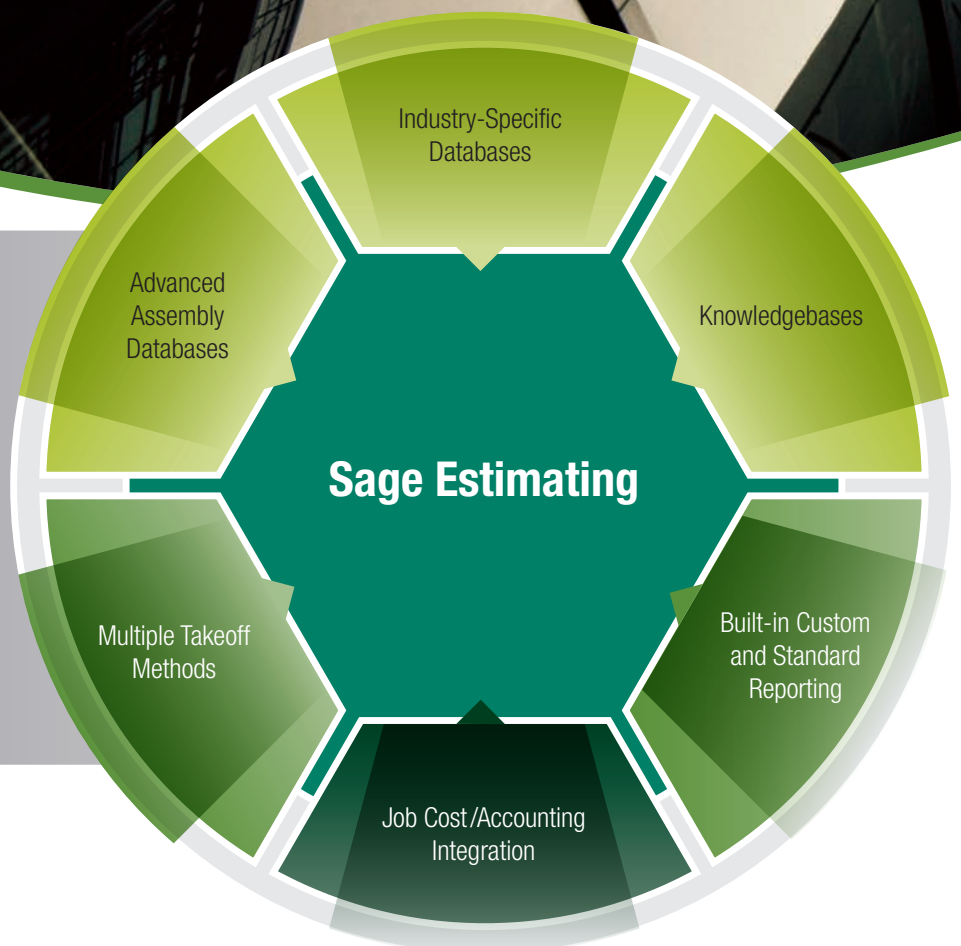 Industry-Specific
Databases
Advanced
Assembly
Databases
Knowledgebases
Sage Estimating
Multiple Takeoff
Methods
Built-in Custom
and Standard
Reporting
Job Cost/Accounting
Integration